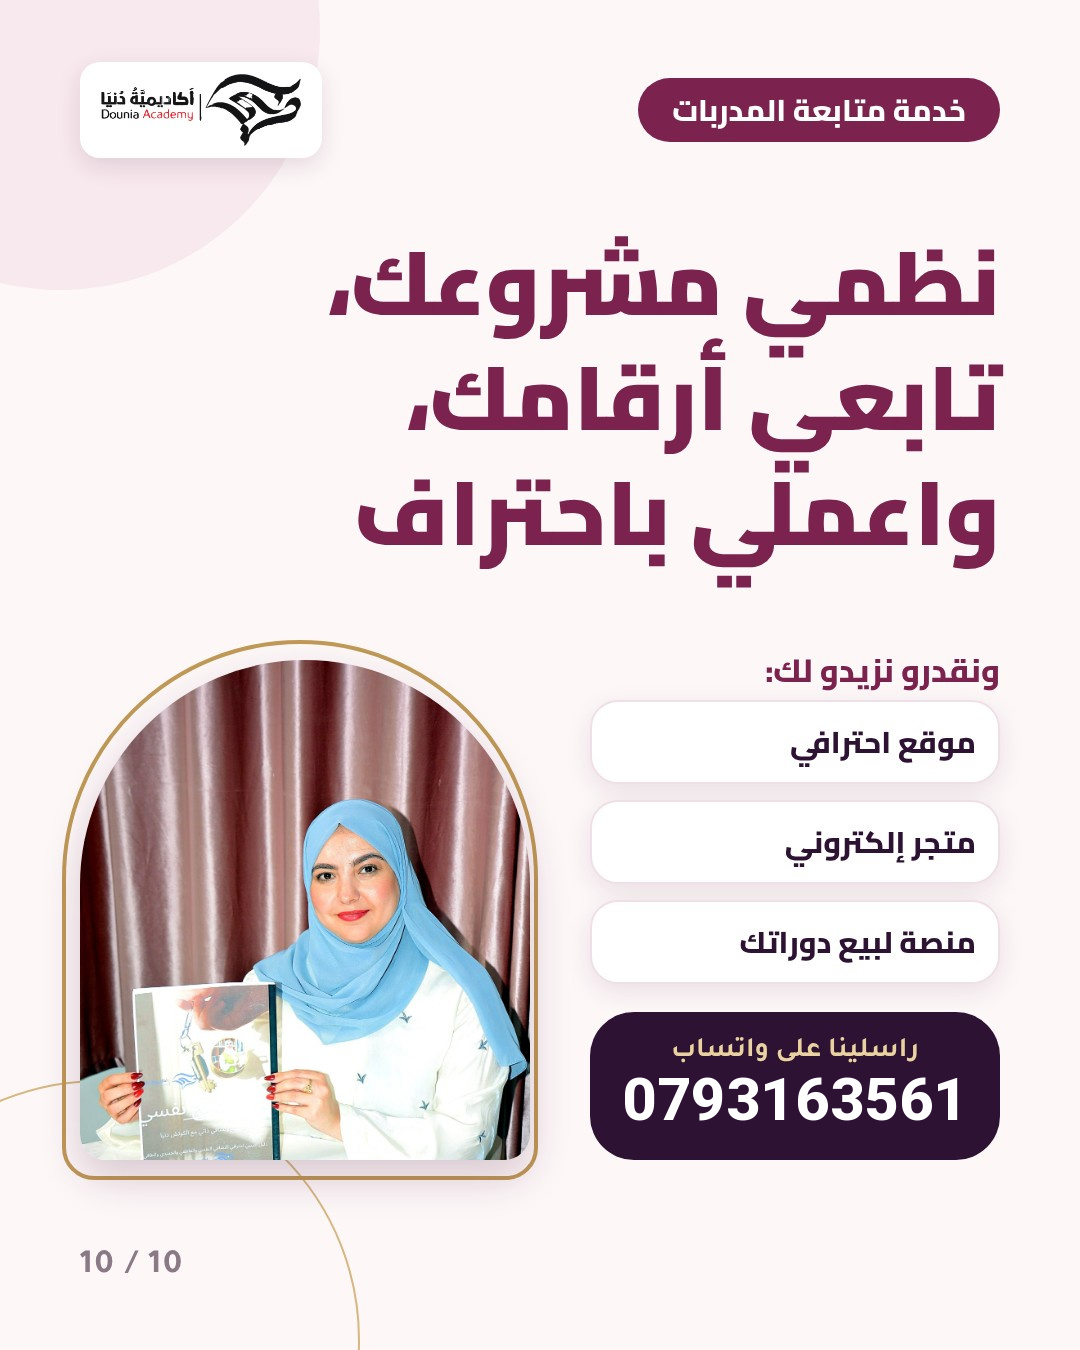 خدمة متابعة المدربات
أكاديميَّةُ دُنيَا
Dounia Academy
نظمي مشروعك،
تابعي أرقامك،
واعملي باحتراف
ونقدرو نزيدو لك:
موقع احترافي
متجر إلكتروني
منصة لبيع دوراتك
راسلينا على واتساب
0793163561
10 / 10